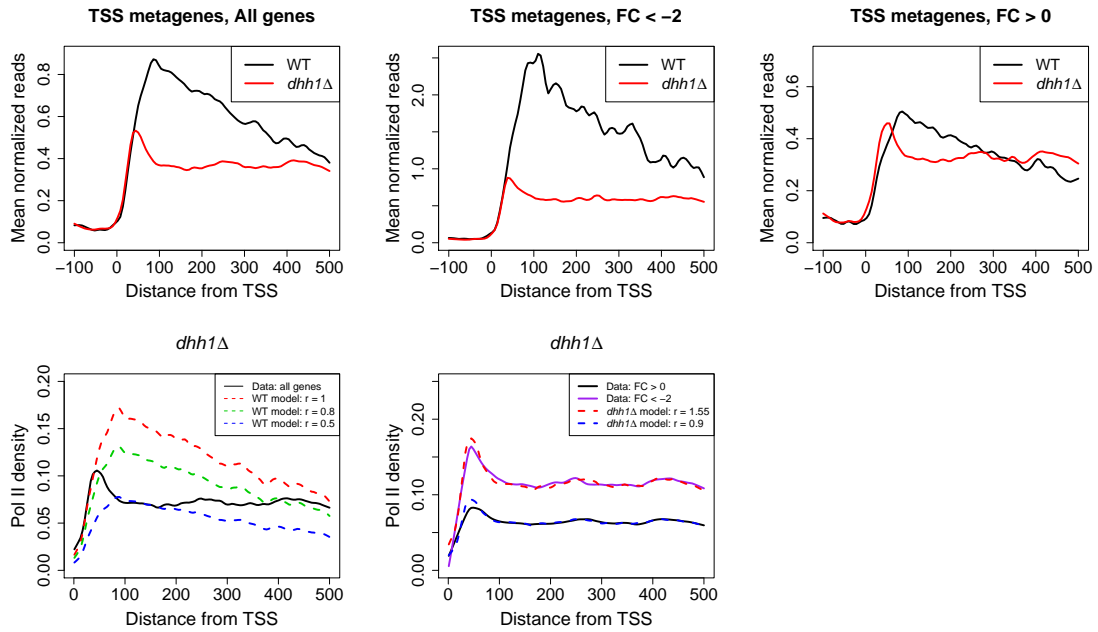 TSS metagenes, All genes
Mean normalized reads
0.0 0.2 0.4 0.6 0.8
WT
dhh1Δ
−100 0 100 200 300 400 500
Distance from TSS
TSS metagenes, FC < −2
Mean normalized reads
0.0 1.0 2.0
WT
dhh1Δ
−100 0 100 200 300 400 500
Distance from TSS
TSS metagenes, FC > 0
Mean normalized reads
0.0 0.2 0.4 0.6
WT
dhh1Δ
−100 0 100 200 300 400 500
Distance from TSS
dhh1Δ
Pol II density
0.00 0.05 0.10 0.15 0.20
Data: all genes
WT model: r = 1
WT model: r = 0.8
WT model: r = 0.5
0 100 200 300 400 500
Distance from TSS
dhh1Δ
Pol II density
0.00 0.10 0.20
Data: FC > 0
Data: FC < −2
dhh1Δ model: r = 1.55
dhh1Δ model: r = 0.9
0 100 200 300 400 500
Distance from TSS